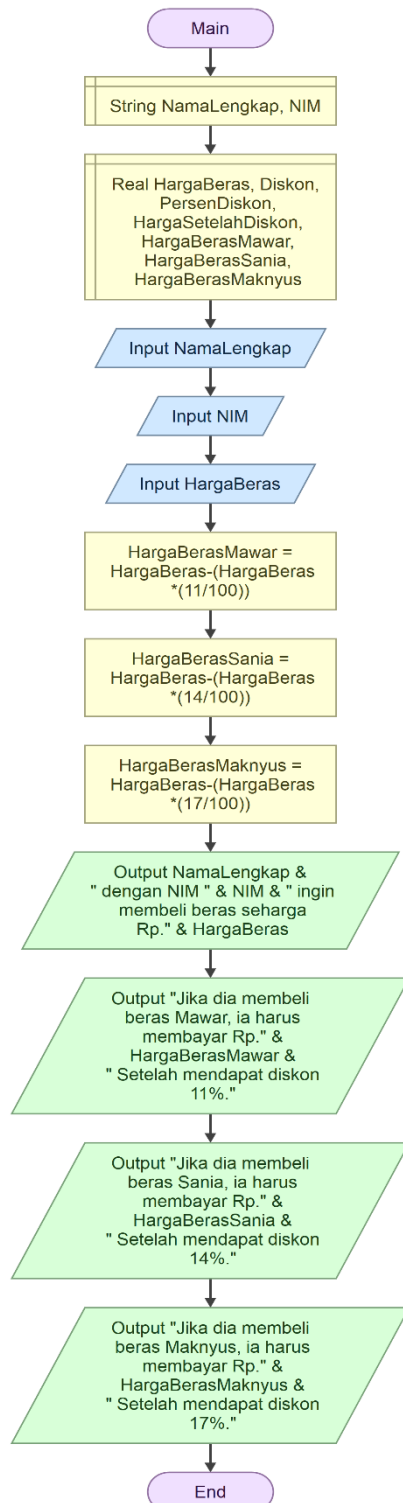 Main
String NamaLengkap, NIM
Real HargaBeras, Diskon,
PersenDiskon,
HargaSetelahDiskon,
HargaBerasMawar,
HargaBerasSania,
HargaBerasMaknyus
Input NamaLengkap
Input NIM
Input HargaBeras
HargaBerasMawar =
HargaBeras-(HargaBeras
*(11/100))
HargaBerasSania =
HargaBeras-(HargaBeras
*(14/100))
HargaBerasMaknyus =
HargaBeras-(HargaBeras
*(17/100))
Output NamaLengkap &
" dengan NIM " & NIM & " ingin
membeli beras seharga
Rp." & HargaBeras
Output "Jika dia membeli
beras Mawar, ia harus
membayar Rp." &
HargaBerasMawar &
" Setelah mendapat diskon
11%."
Output "Jika dia membeli
beras Sania, ia harus
membayar Rp." &
HargaBerasSania &
" Setelah mendapat diskon
14%."
Output "Jika dia membeli
beras Maknyus, ia harus
membayar Rp." &
HargaBerasMaknyus &
" Setelah mendapat diskon
17%."
End